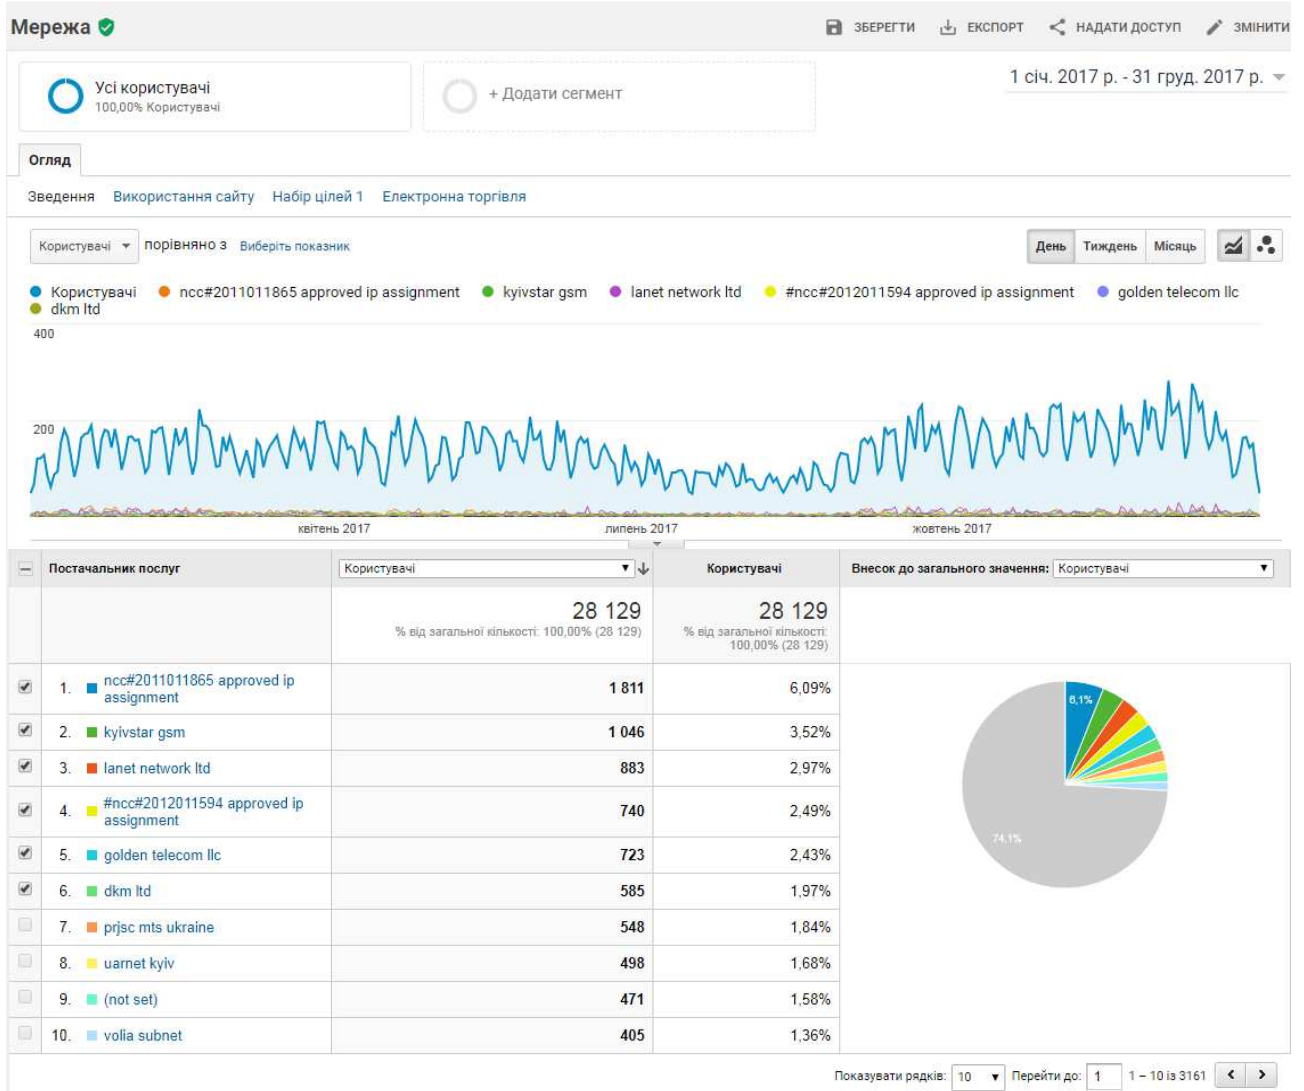 Мережа
ЗБЕРЕГТИ ЕКСПОРТ НАДАТИ ДОСТУП ЗМІНИТИ
Усі користувачі
100,00% Користувачі
+ Додати сегмент
1 січ. 2017 р. - 31 груд. 2017 р.
Огляд
Зведення Використання сайту Набір цілей 1 Електронна торгівля
Користувачі порівняно з Виберіть показник
День Тиждень Місяць
Користувачі ncc#2011011865 approved ip assignment kyivstar gsm lanet network ltd #ncc#2012011594 approved ip assignment golden telecom llc
dkm ltd
400
200
квітень 2017 липень 2017 жовтень 2017
Постачальник послуг Користувачі Користувачі Внесок до загального значення: Користувачі
28 129 28 129
% від загальної кількості: 100,00% (28 129) % від загальної кількості:
100,00% (28 129)
1. ncc#2011011865 approved ip
assignment 1 811 6,09%
2. kyivstar gsm 1 046 3,52%
3. lanet network ltd 883 2,97%
4. #ncc#2012011594 approved ip
assignment 740 2,49%
5. golden telecom llc 723 2,43%
6. dkm ltd 585 1,97%
7. prjsc mts ukraine 548 1,84%
8. uarnet kyiv 498 1,68%
9. (not set) 471 1,58%
10. volia subnet 405 1,36%
6,1%
74,1%
Показувати рядків: 10 Перейти до: 1 1 – 10 із 3161